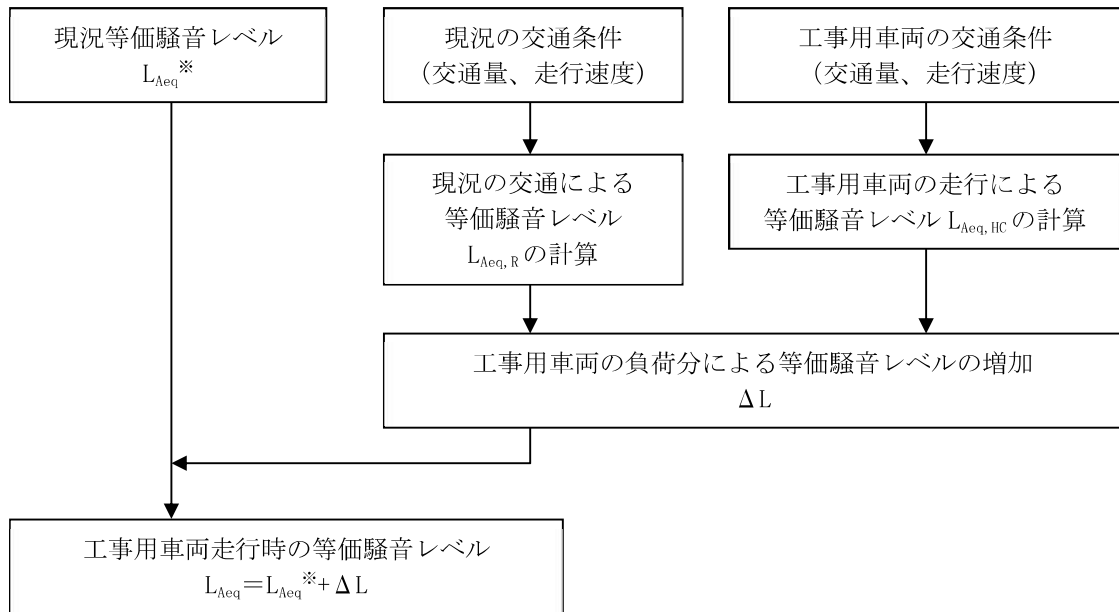 現況等価騒音レベル
L_Aeq※
現況の交通条件
(交通量、走行速度)
工事用車両の交通条件
(交通量、走行速度)
現況の交通による
等価騒音レベル
L_Aeq,R の計算
工事用車両の走行による
等価騒音レベル L_Aeq,HC の計算
工事用車両の負荷分による等価騒音レベルの増加
ΔL
工事用車両走行時の等価騒音レベル
L_Aeq=L_Aeq※+ΔL